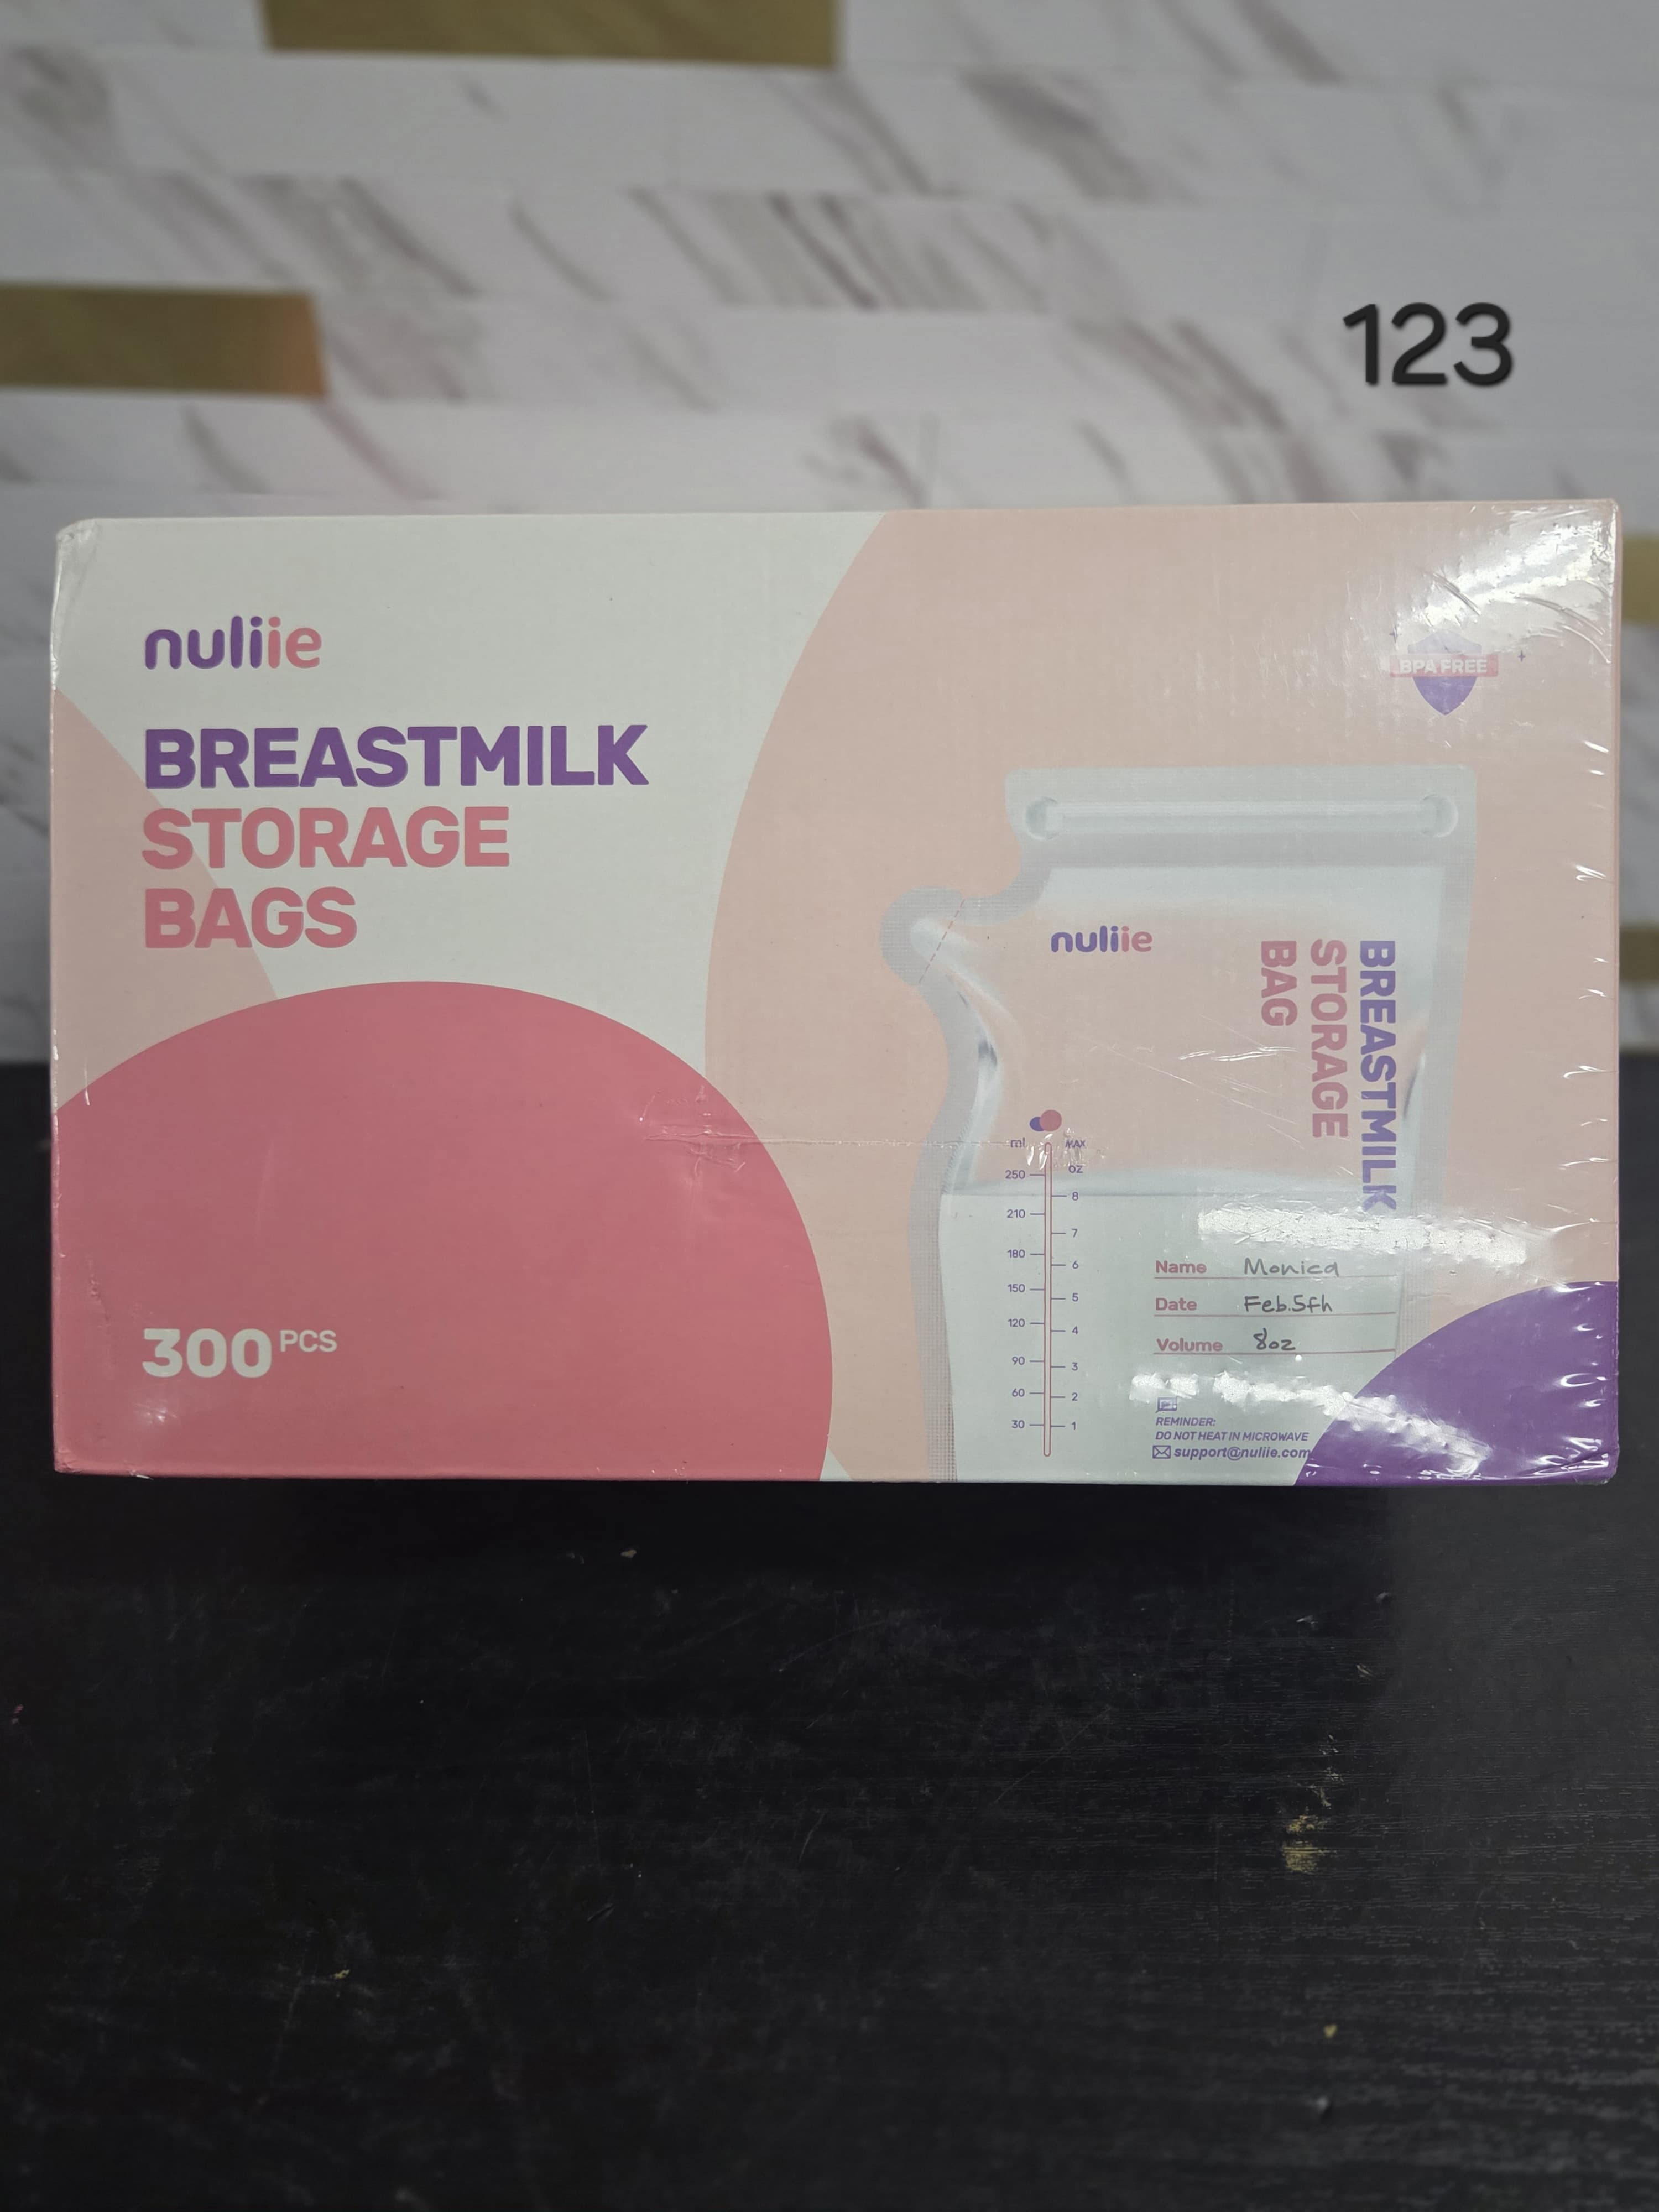 123
nuliie
BREASTMILK
STORAGE
BAGS
300 PCS
BPA FREE
nuliie
BREASTMILK
STORAGE
BAG
ml MAX
oz
250
8
210
7
180
6
150
5
120
4
90
3
60
2
30
1
Name Monica
Date Feb.5th
Volume 8oz
REMINDER:
DO NOT HEAT IN MICROWAVE
support@nuliie.com